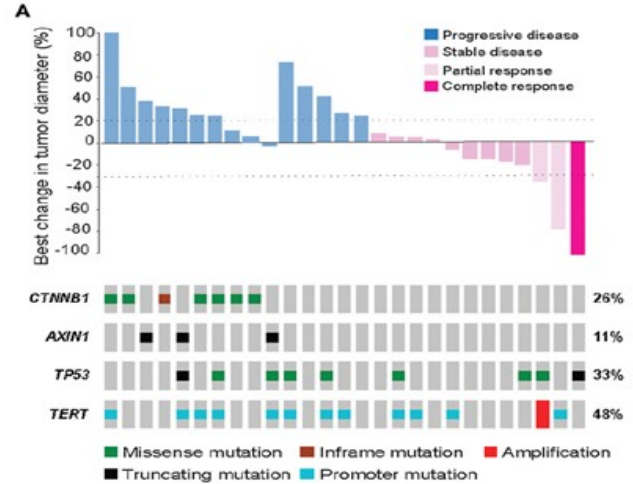 A
Best change in tumor diameter (%)
100
80
60
40
20
0
-20
-40
-60
-80
-100
Progressive disease
Stable disease
Partial response
Complete response
CTNNB1 26%
AXIN1 11%
TP53 33%
TERT 48%
Missense mutation Inframe mutation Amplification
Truncating mutation Promoter mutation